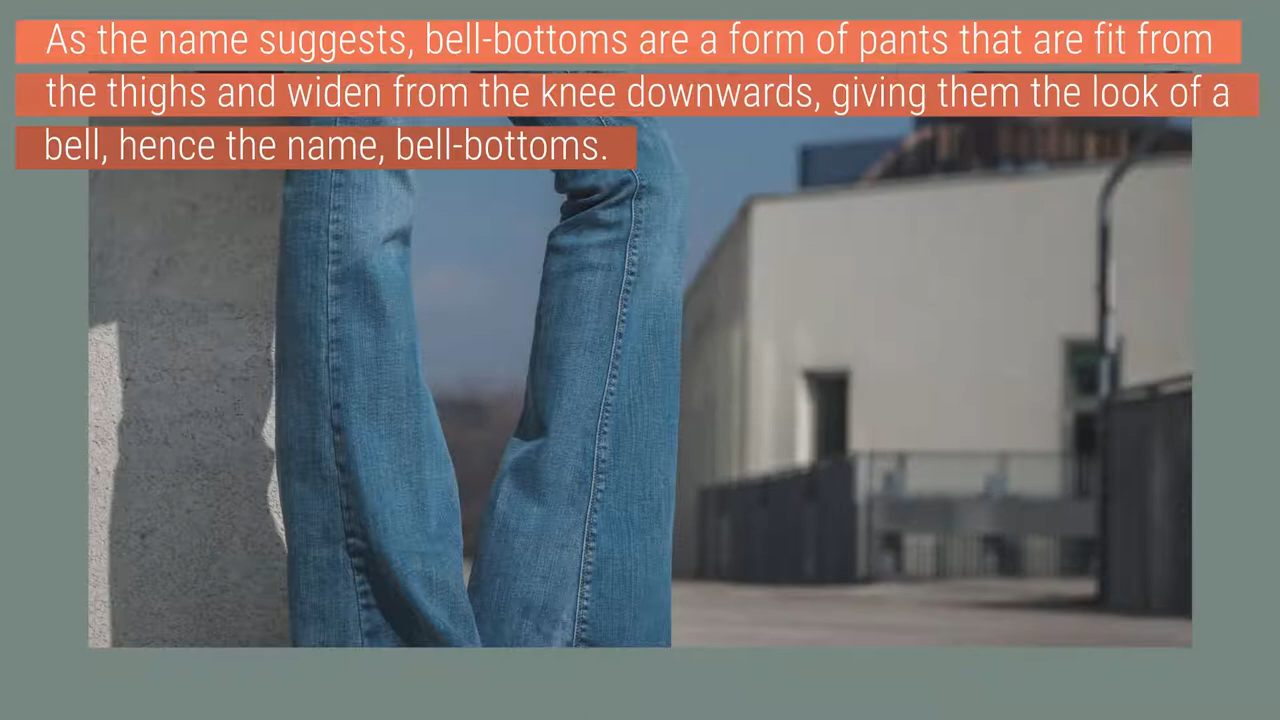 As the name suggests, bell-bottoms are a form of pants that are fit from
the thighs and widen from the knee downwards, giving them the look of a
bell, hence the name, bell-bottoms.